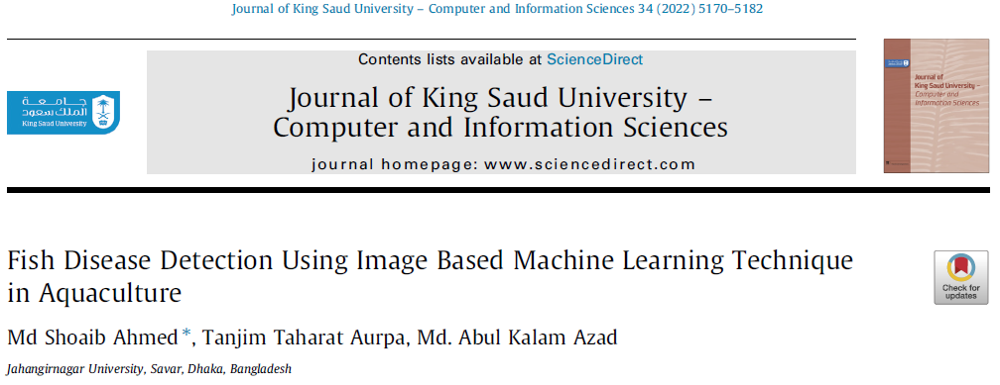 Journal of King Saud University – Computer and Information Sciences 34 (2022) 5170–5182
Contents lists available at ScienceDirect
Journal of King Saud University –
Computer and Information Sciences
journal homepage: www.sciencedirect.com
جامعة
الملك سعود
King Saud University
Journal of
King Saud University –
Computer and
Information Sciences
Fish Disease Detection Using Image Based Machine Learning Technique
in Aquaculture
Check for
updates
Md Shoaib Ahmed *, Tanjim Taharat Aurpa, Md. Abul Kalam Azad
Jahangirnagar University, Savar, Dhaka, Bangladesh